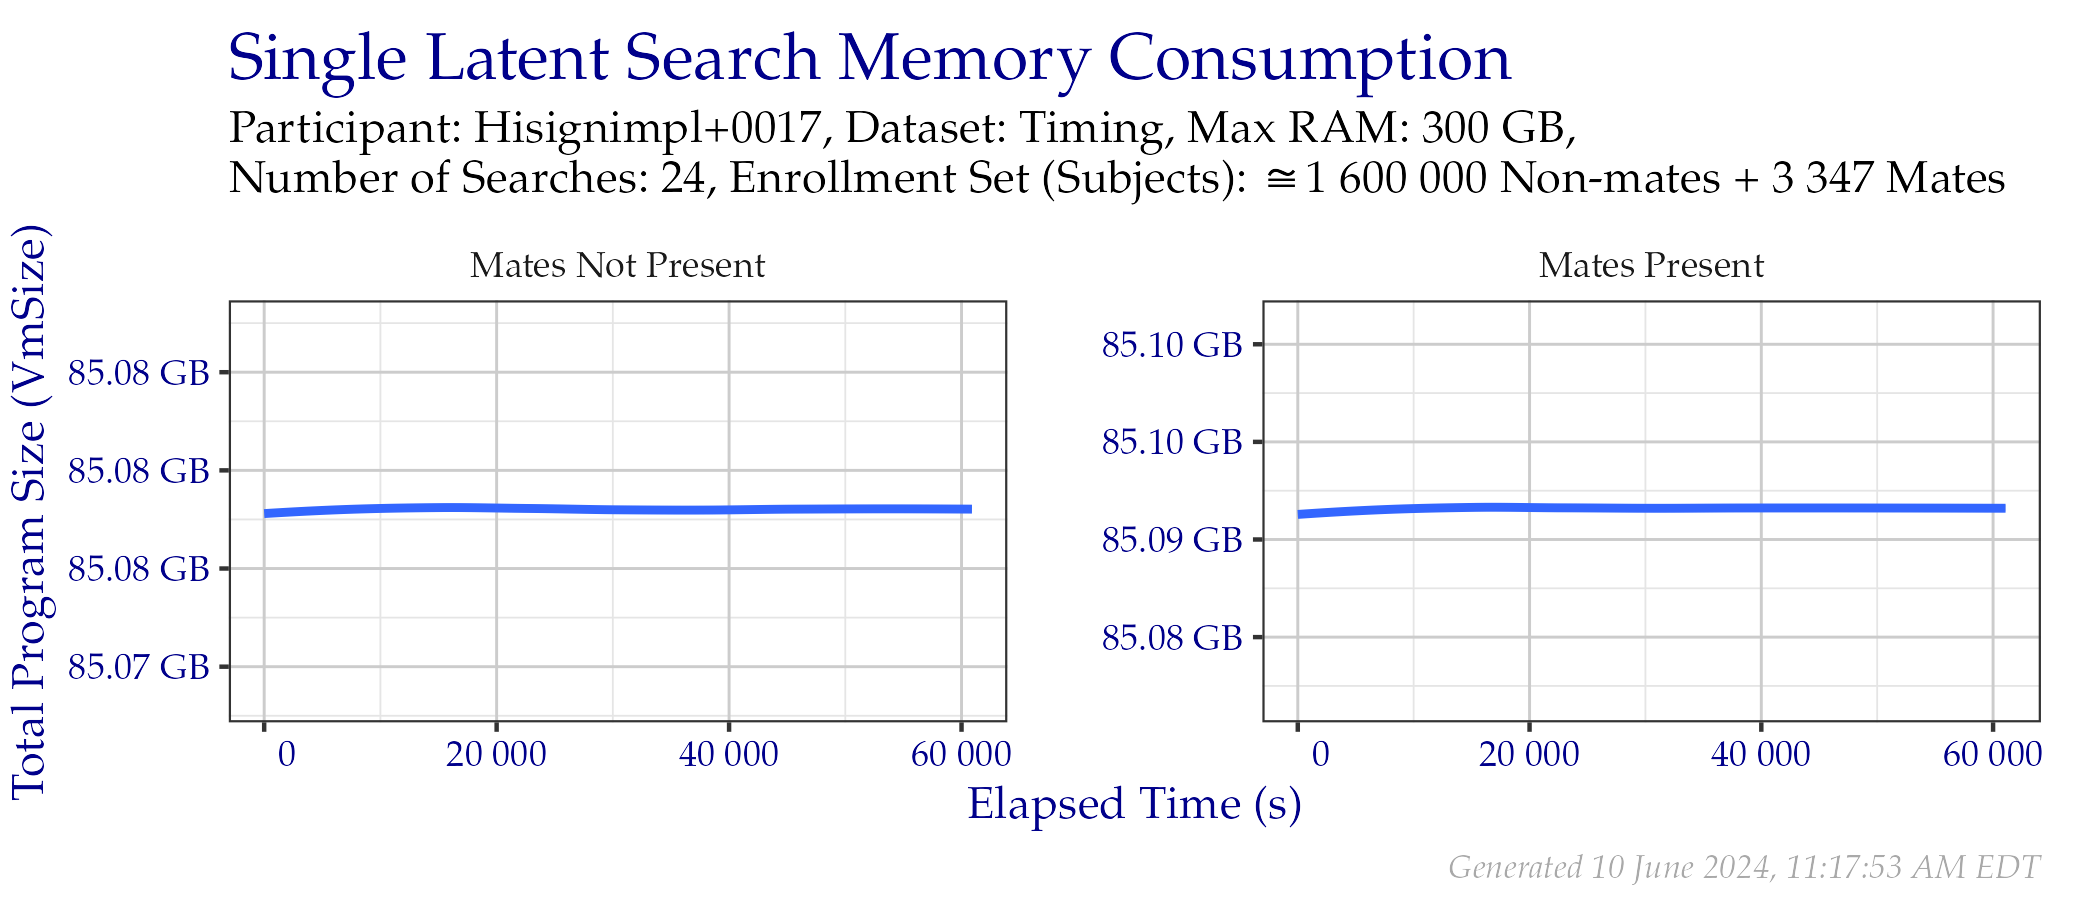 Single Latent Search Memory Consumption
Participant: Hisignimpl+0017, Dataset: Timing, Max RAM: 300 GB,
Number of Searches: 24, Enrollment Set (Subjects): ≅ 1 600 000 Non-mates + 3 347 Mates
Total Program Size (VmSize)
Mates Not Present
85.08 GB
85.08 GB
85.08 GB
85.07 GB
0 20 000 40 000 60 000
Mates Present
85.10 GB
85.10 GB
85.09 GB
85.08 GB
0 20 000 40 000 60 000
Elapsed Time (s)
Generated 10 June 2024, 11:17:53 AM EDT